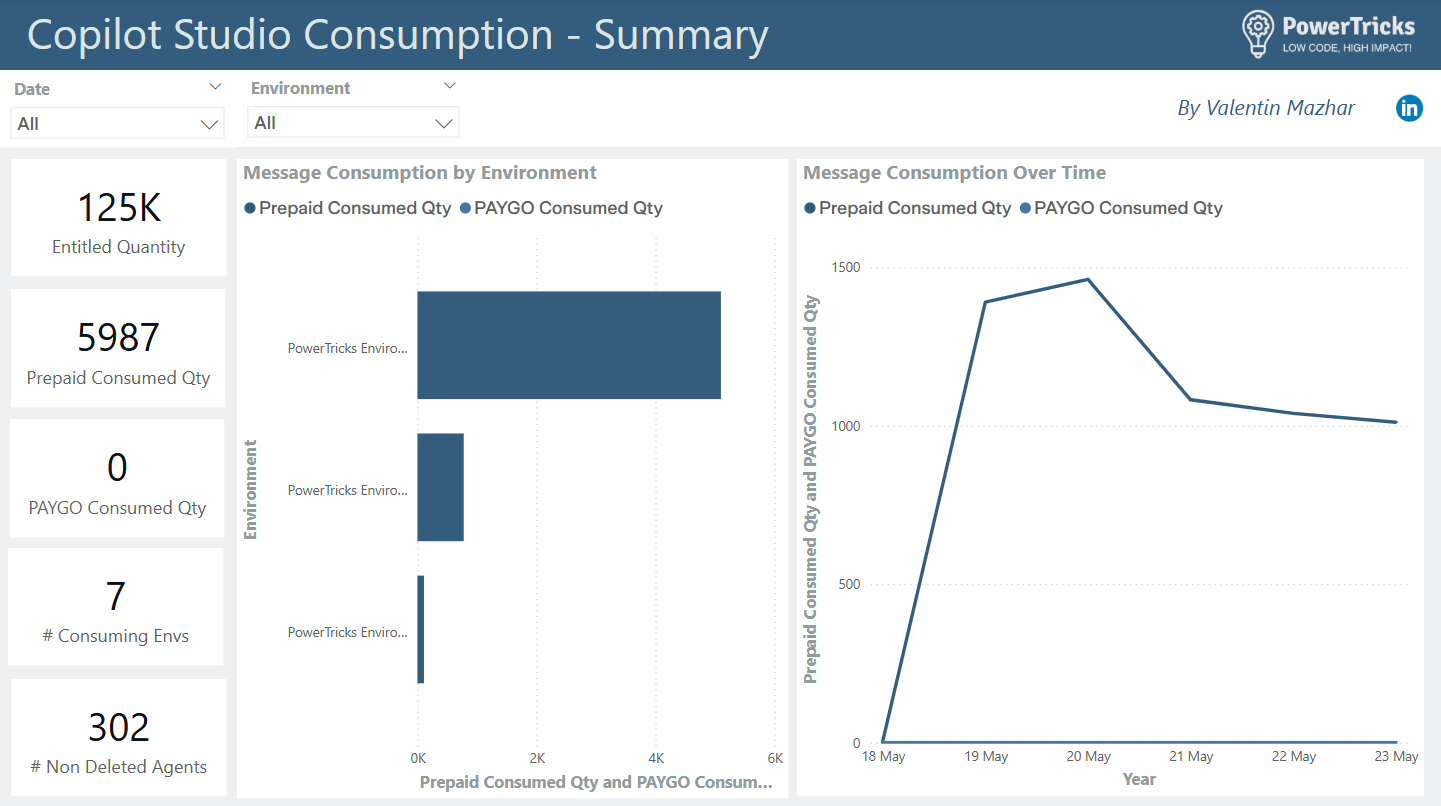 Copilot Studio Consumption - Summary
PowerTricks
LOW CODE, HIGH IMPACT!
Date
All
Environment
All
By Valentin Mazhar
in
125K
Entitled Quantity
5987
Prepaid Consumed Qty
0
PAYGO Consumed Qty
7
# Consuming Envs
302
# Non Deleted Agents
Message Consumption by Environment
Prepaid Consumed Qty PAYGO Consumed Qty
Environment
PowerTricks Enviro...
PowerTricks Enviro...
PowerTricks Enviro...
0K 2K 4K 6K
Prepaid Consumed Qty and PAYGO Consum...
Message Consumption Over Time
Prepaid Consumed Qty PAYGO Consumed Qty
Prepaid Consumed Qty and PAYGO Consumed Qty
1500
1000
500
0
18 May 19 May 20 May 21 May 22 May 23 May
Year